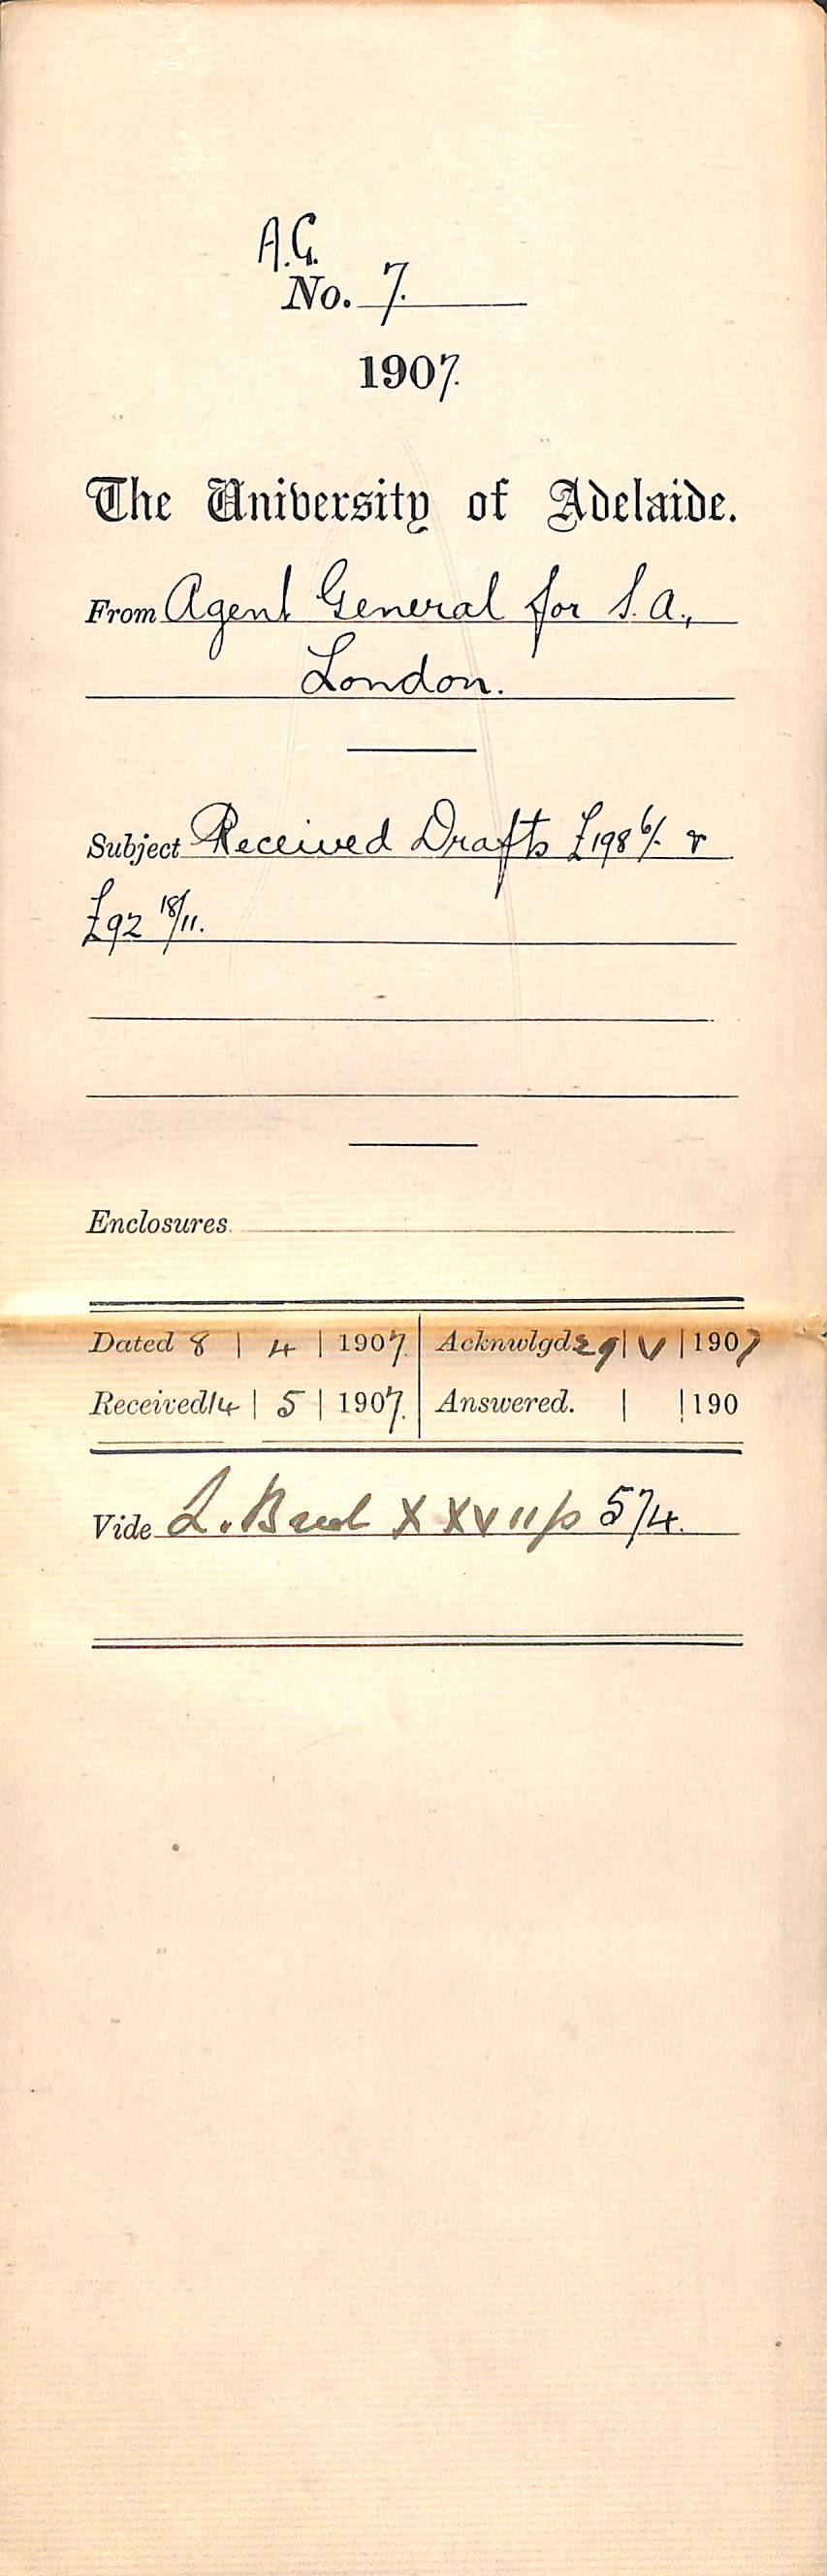 A.G.
No. 7.
1907.
The University of Adelaide.
From Agent General for S.A.,
London.
Subject Received Drafts £198 6/- &
£92 18/11.
Enclosures
Dated 8 | 4 | 1907. Acknwlgd. 29 | V | 1907
Received 14 | 5 | 1907. Answered. | | 190
Vide L. XXVII p 574.